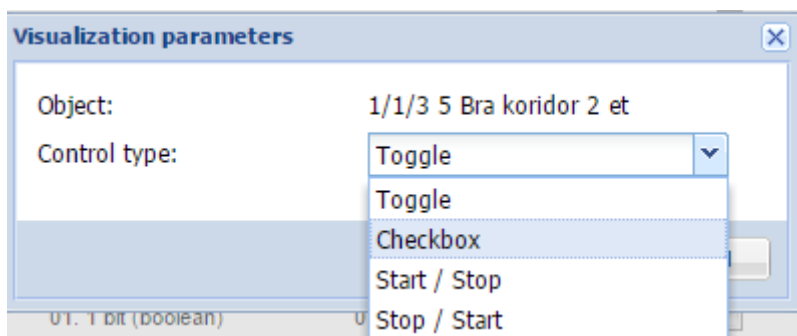 Visualization parameters
Object: 1/1/3 5 Bra koridor 2 et
Control type: Toggle
Toggle
Checkbox
Start / Stop
Stop / Start
01. 1 bit (boolean)